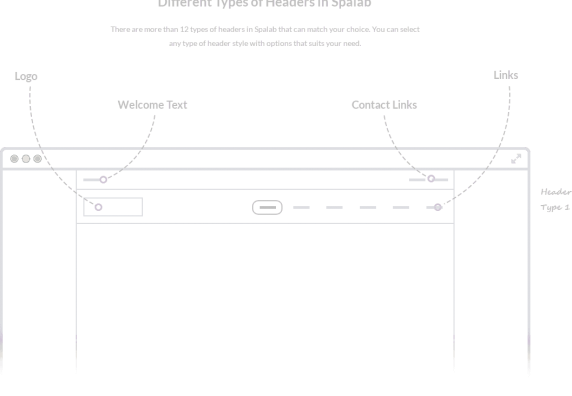 Different Types of Headers in Spalab
There are more than 12 types of headers in Spalab that can match your choice. You can select
any type of header style with options that suits your need.
Logo
Links
Welcome Text
Contact Links
Header
Type 1